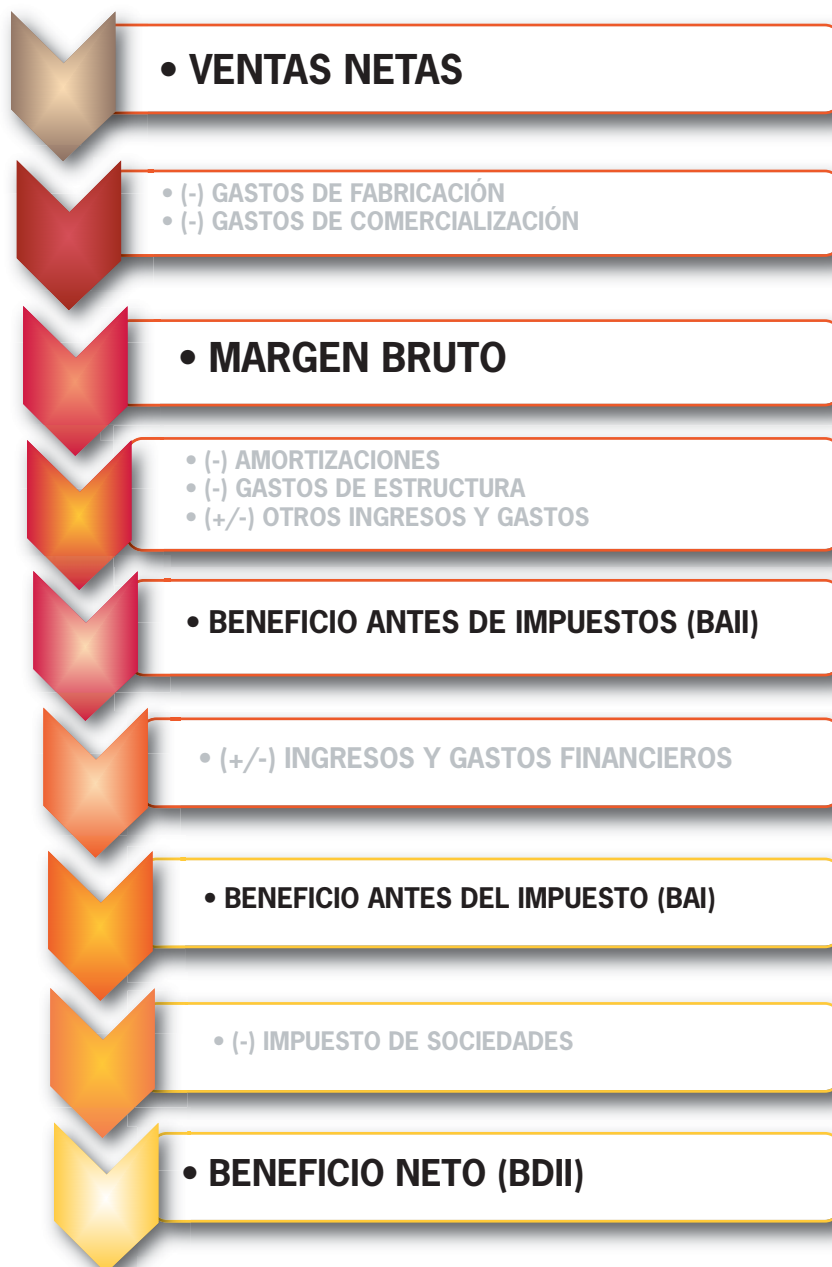 • VENTAS NETAS
• (-) GASTOS DE FABRICACIÓN
• (-) GASTOS DE COMERCIALIZACIÓN
• MARGEN BRUTO
• (-) AMORTIZACIONES
• (-) GASTOS DE ESTRUCTURA
• (+/-) OTROS INGRESOS Y GASTOS
• BENEFICIO ANTES DE IMPUESTOS (BAII)
• (+/-) INGRESOS Y GASTOS FINANCIEROS
• BENEFICIO ANTES DEL IMPUESTO (BAI)
• (-) IMPUESTO DE SOCIEDADES
• BENEFICIO NETO (BDII)